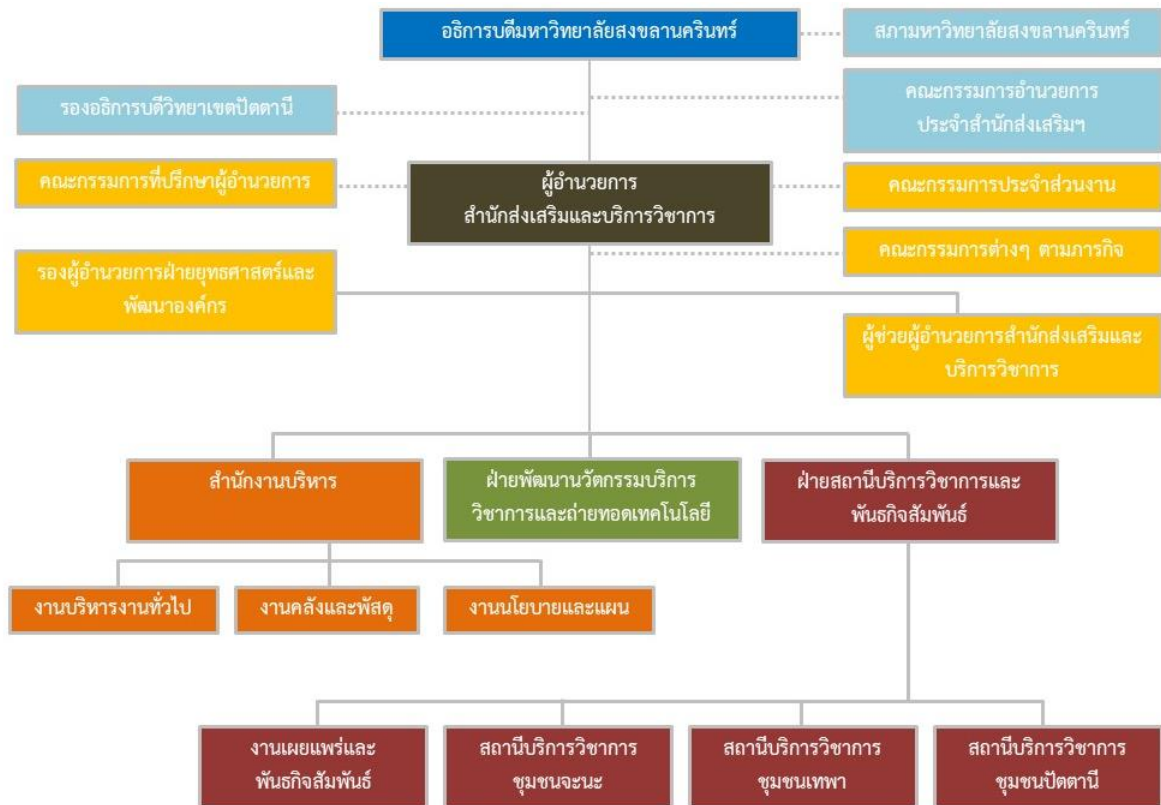 อธิการบดีมหาวิทยาลัยสงขลานครินทร์
สภามหาวิทยาลัยสงขลานครินทร์
รองอธิการบดีวิทยาเขตปัตตานี
คณะกรรมการอำนวยการ
ประจำสำนักส่งเสริมฯ
คณะกรรมการที่ปรึกษาผู้อำนวยการ
ผู้อำนวยการ
สำนักส่งเสริมและบริการวิชาการ
คณะกรรมการประจำส่วนงาน
คณะกรรมการต่างๆ ตามภารกิจ
รองผู้อำนวยการฝ่ายยุทธศาสตร์และ
พัฒนาองค์กร
ผู้ช่วยผู้อำนวยการสำนักส่งเสริมและ
บริการวิชาการ
สำนักงานบริหาร
ฝ่ายพัฒนานวัตกรรมบริการ
วิชาการและถ่ายทอดเทคโนโลยี
ฝ่ายสถานีบริการวิชาการและ
พันธกิจสัมพันธ์
งานบริหารงานทั่วไป
งานคลังและพัสดุ
งานนโยบายและแผน
งานเผยแพร่และ
พันธกิจสัมพันธ์
สถานีบริการวิชาการ
ชุมชนจะนะ
สถานีบริการวิชาการ
ชุมชนเทพา
สถานีบริการวิชาการ
ชุมชนปัตตานี